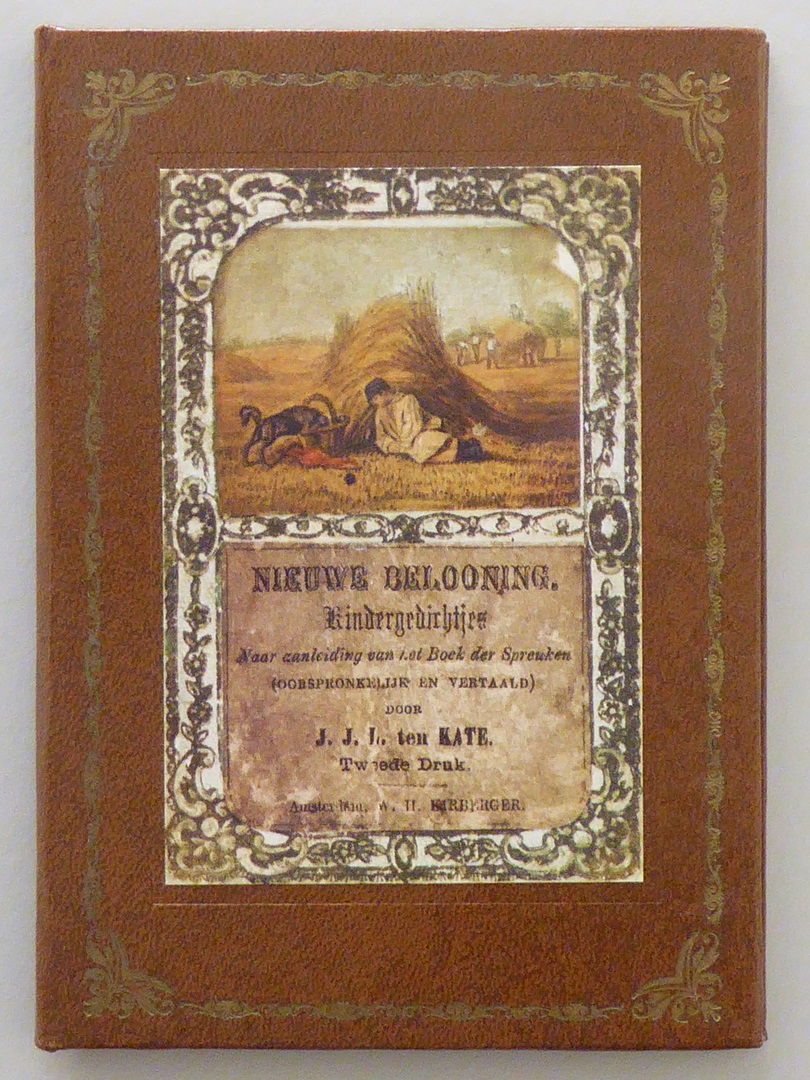 NIEUWE BELOONING.
Kindergedichtjes
Naar aanleiding van het Boek der Spreuken
(OORSPRONKELIJK EN VERTAALD)
DOOR
J. J. L. ten KATE.
Tweede Druk.
Amsterdam, W. H. KIRBERGER.